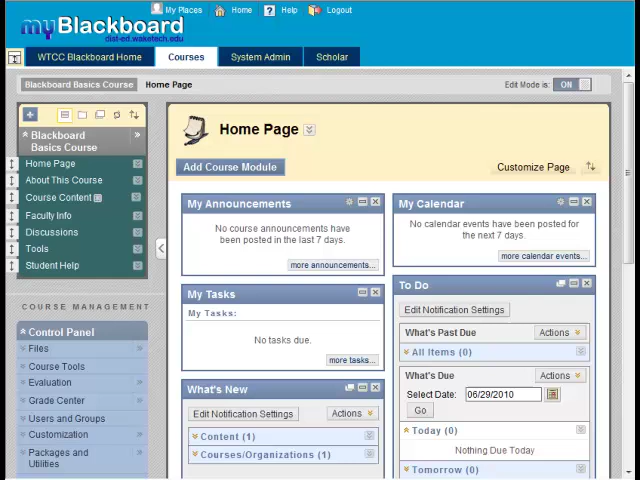 My Places
Home
? Help
Logout
myBlackboard
dist-ed.waketech.edu
WTCC Blackboard Home
Courses
System Admin
Scholar
Blackboard Basics Course
Home Page
Edit Mode is:
ON
Blackboard
Basics Course
Home Page
About This Course
Course Content
Faculty Info
Discussions
Tools
Student Help
COURSE MANAGEMENT
Control Panel
Files
Course Tools
Evaluation
Grade Center
Users and Groups
Customization
Packages and
Utilities
Home Page
Add Course Module
Customize Page
My Announcements
No course announcements have
been posted in the last 7 days.
more announcements...
My Tasks
My Tasks:
No tasks due.
more tasks...
What's New
Edit Notification Settings
Actions
Content (1)
Courses/Organizations (1)
My Calendar
No calendar events have been posted for
the next 7 days.
more calendar events...
To Do
Edit Notification Settings
What's Past Due
Actions
All Items (0)
What's Due
Actions
Select Date: 06/29/2010
Go
Today (0)
Nothing Due Today
Tomorrow (0)